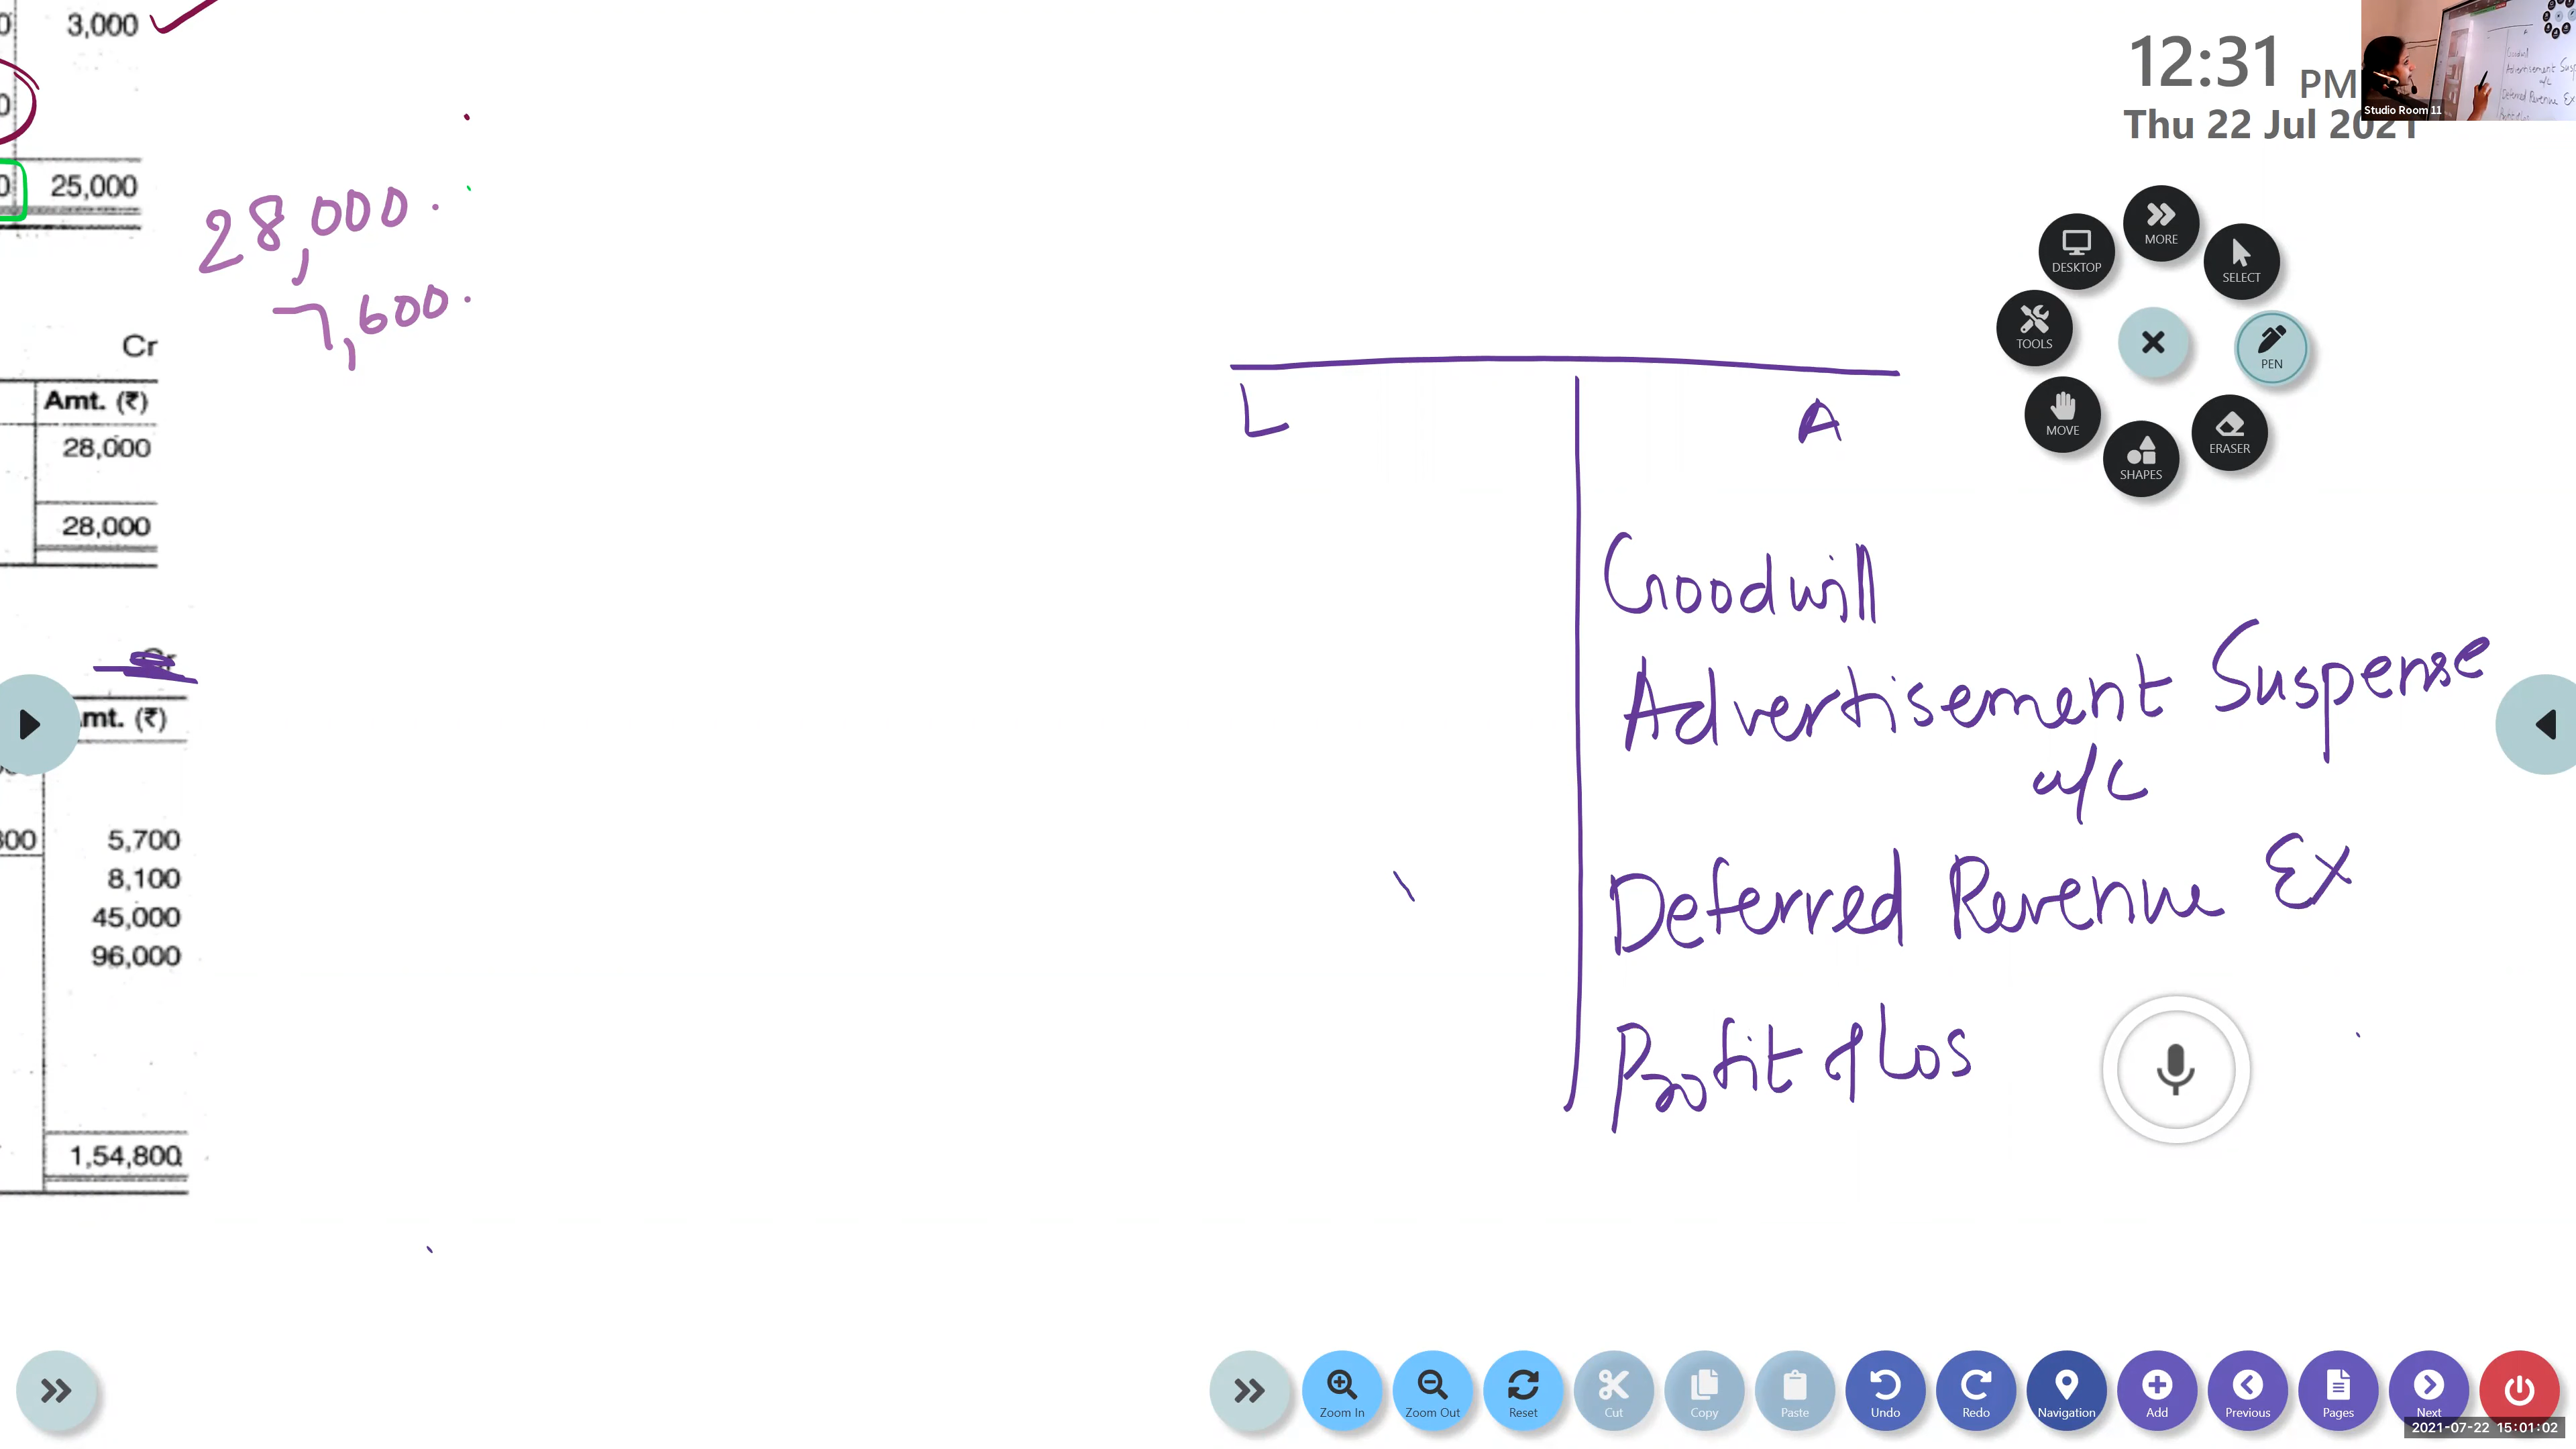 3,000
25,000
28,000
7,600
Cr
Amt. (₹)
28,000
28,000
mt. (₹)
300 5,700
8,100
45,000
96,000
1,54,800
12:31 PM
Thu 22 Jul 2021
Studio Room 11
MORE
DESKTOP
SELECT
TOOLS
PEN
MOVE
ERASER
SHAPES
L A
Goodwill
Advertisement Suspense
a/c
Deferred Revenue Ex
Profit & Los
Zoom In Zoom Out Reset Cut Copy Paste Undo Redo Navigation Add Previous Pages Next
2021-07-22 15:01:02